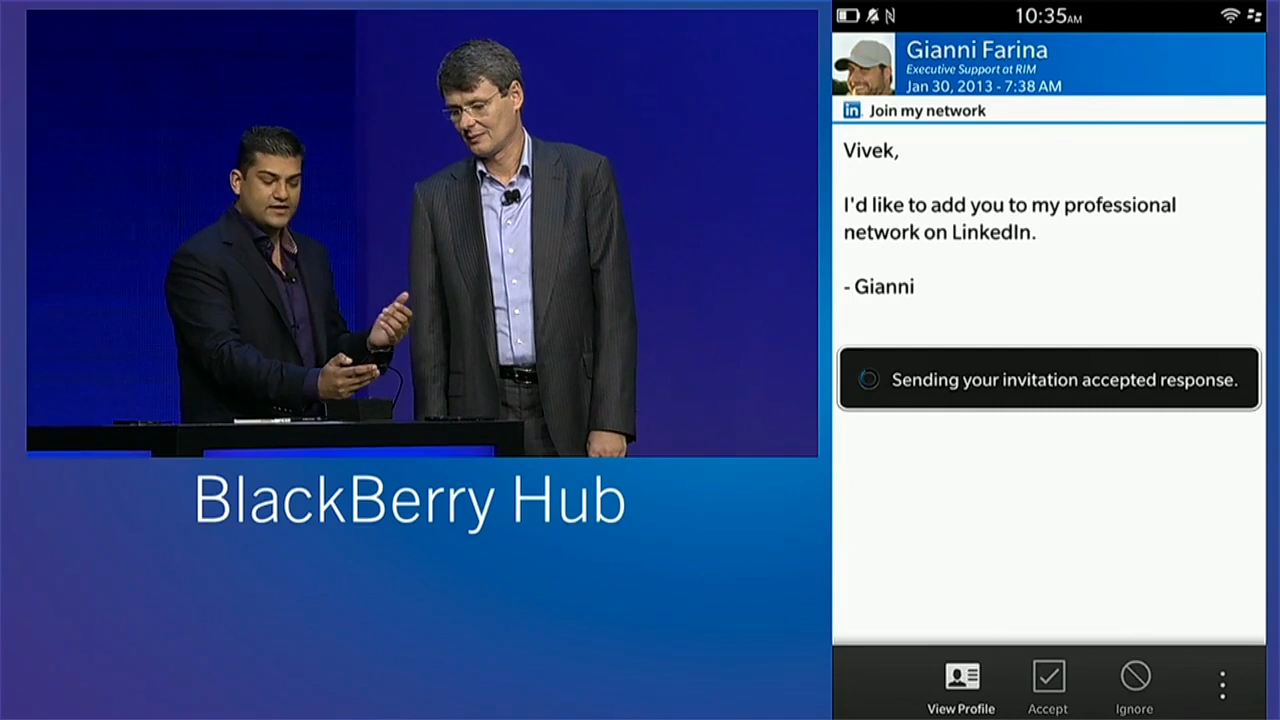 BlackBerry Hub
10:35AM
Gianni Farina
Executive Support at RIM
Jan 30, 2013 - 7:38 AM
in Join my network
Vivek,
I'd like to add you to my professional
network on LinkedIn.
- Gianni
Sending your invitation accepted response.
View Profile
Accept
Ignore